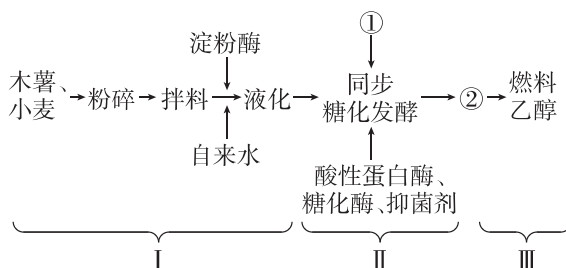 ①
淀粉酶
木薯、
小麦
粉碎
拌料
液化
同步
糖化发酵
②
燃料
乙醇
自来水
酸性蛋白酶、
糖化酶、抑菌剂
Ⅰ
Ⅱ
Ⅲ